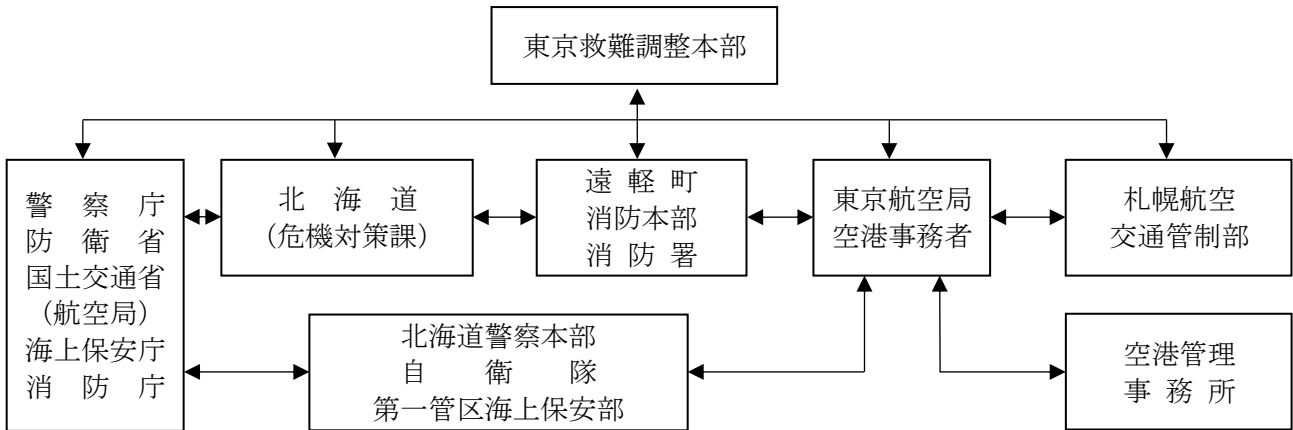 東京救難調整本部
警察庁
防衛省
国土交通省
(航空局)
海上保安庁
消防庁
北海道
(危機対策課)
遠軽町
消防本部
消防署
東京航空局
空港事務者
札幌航空
交通管制部
北海道警察本部
自衛隊
第一管区海上保安部
空港管理
事務所